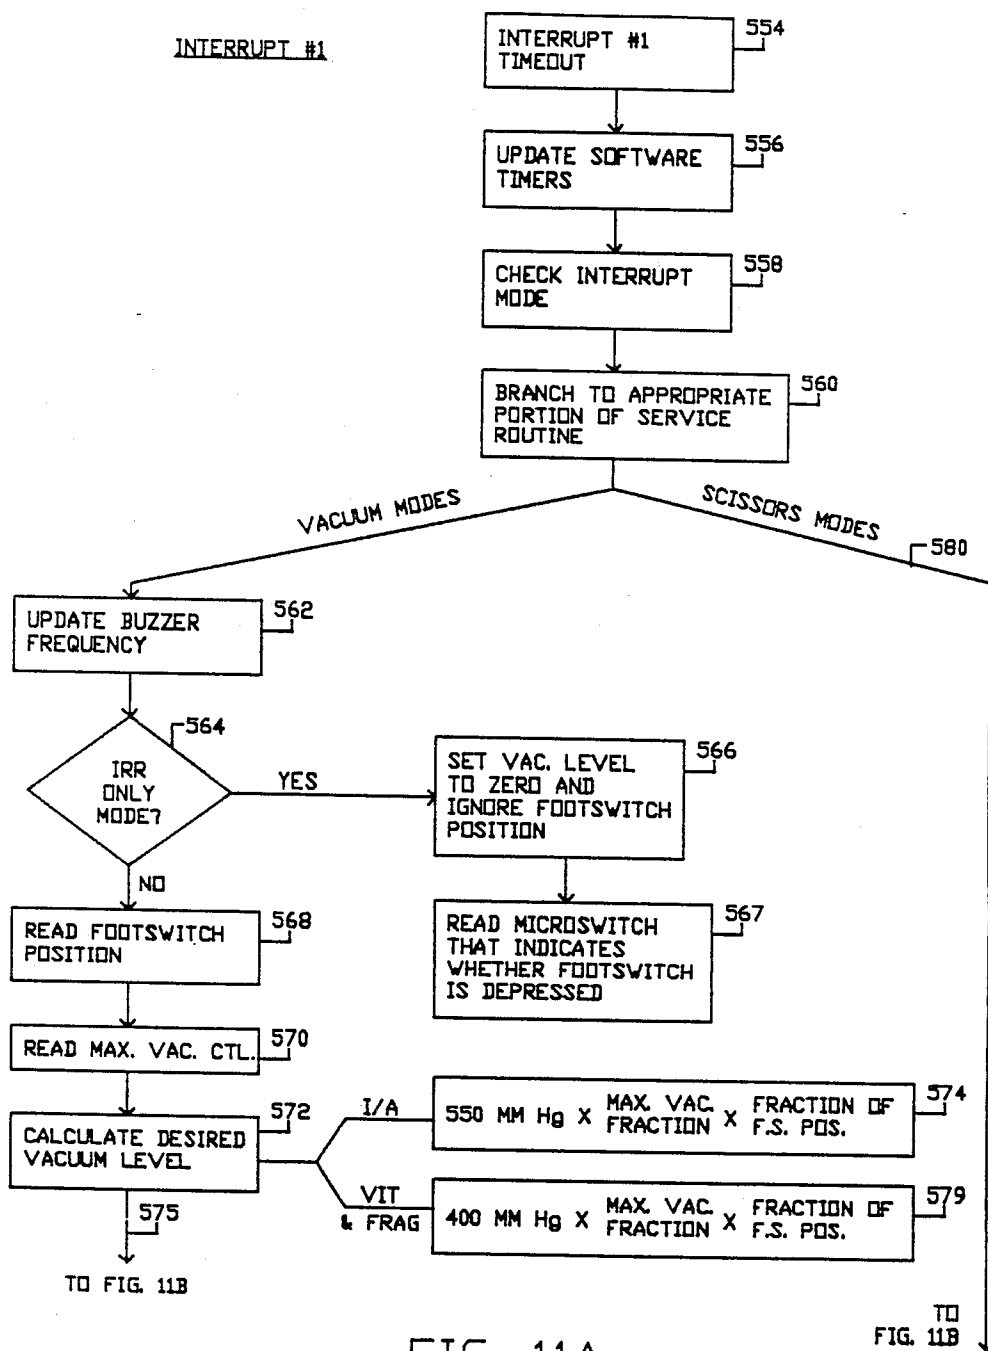 INTERRUPT #1
INTERRUPT #1
TIMEOUT
554
UPDATE SOFTWARE
TIMERS
556
CHECK INTERRUPT
MODE
558
BRANCH TO APPROPRIATE
PORTION OF SERVICE
ROUTINE
560
VACUUM MODES
SCISSORS MODES
580
UPDATE BUZZER
FREQUENCY
562
IRR
ONLY
MODE?
564
YES
SET VAC. LEVEL
TO ZERO AND
IGNORE FOOTSWITCH
POSITION
566
NO
READ FOOTSWITCH
POSITION
568
READ MICROSWITCH
THAT INDICATES
WHETHER FOOTSWITCH
IS DEPRESSED
567
READ MAX. VAC. CTL.
570
CALCULATE DESIRED
VACUUM LEVEL
572
I/A
550 MM Hg X MAX. VAC. FRACTION X FRACTION OF F.S. POS.
574
VIT
& FRAG
400 MM Hg X MAX. VAC. FRACTION X FRACTION OF F.S. POS.
579
575
TO FIG. 11B
TO
FIG. 11B
FIG. 11A